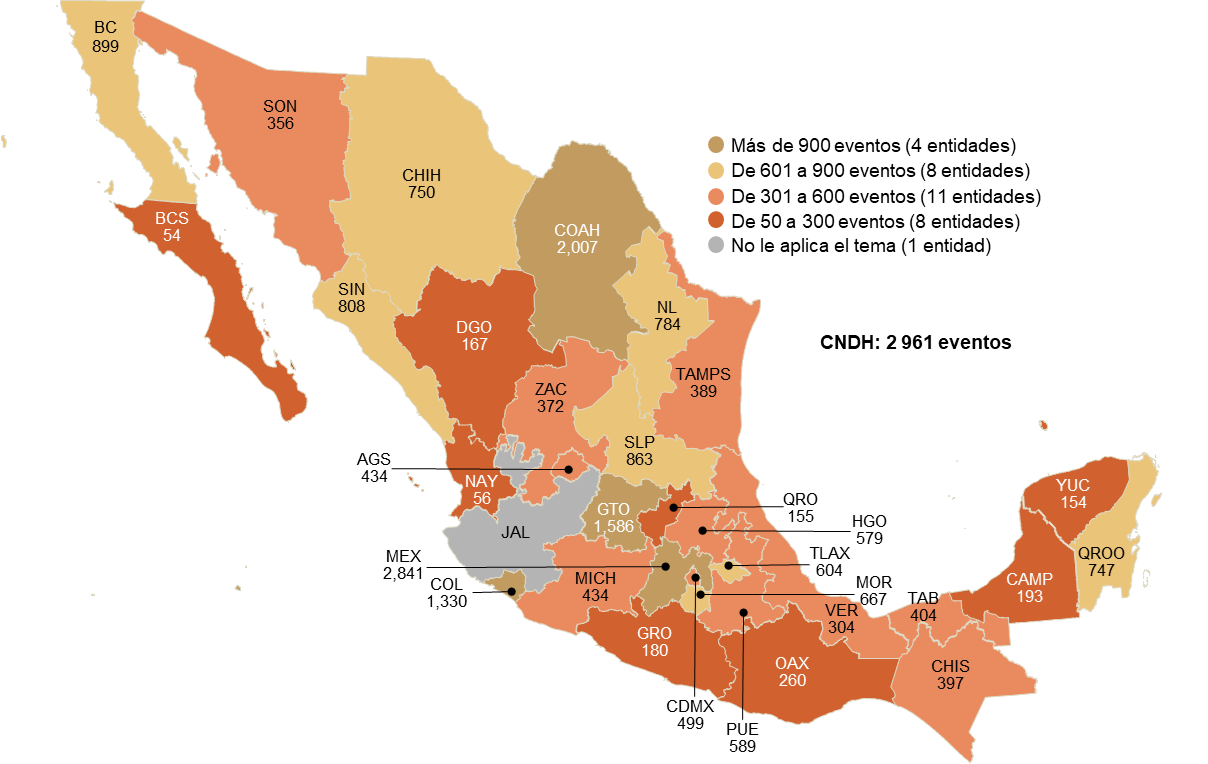 BC
899
SON
356
CHIH
750
COAH
2,007
BCS
54
SIN
808
DGO
167
NL
784
TAMPS
389
ZAC
372
SLP
863
AGS
434
NAY
56
JAL
GTO
1,586
QRO
155
HGO
579
TLAX
604
MOR
667
MEX
2,841
COL
1,330
MICH
434
GRO
180
CDMX
499
PUE
589
VER
304
OAX
260
TAB
404
CHIS
397
CAMP
193
YUC
154
QROO
747
Más de 900 eventos (4 entidades)
De 601 a 900 eventos (8 entidades)
De 301 a 600 eventos (11 entidades)
De 50 a 300 eventos (8 entidades)
No le aplica el tema (1 entidad)
CNDH: 2 961 eventos